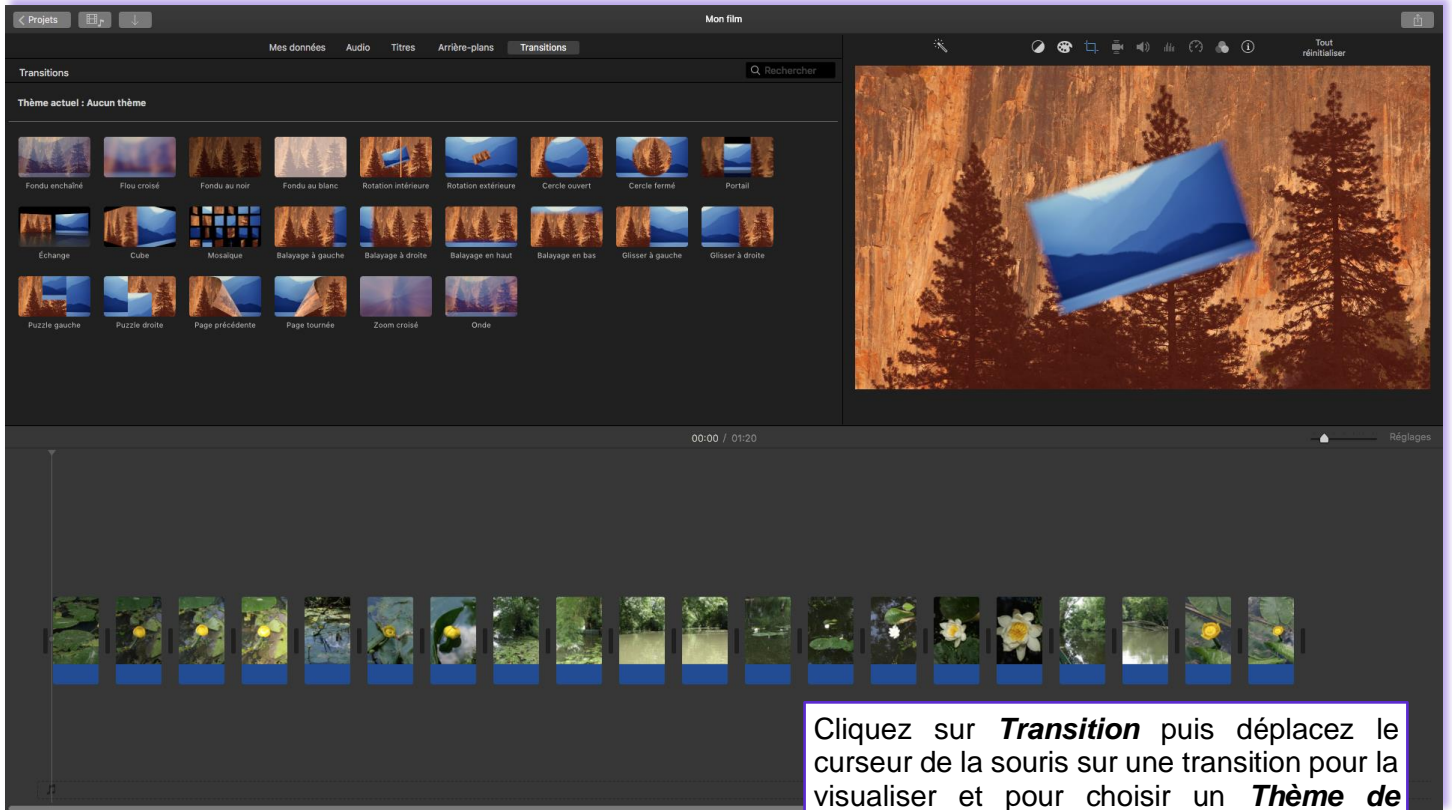 Projets
Mon film
Mes données Audio Titres Arrière-plans Transitions
Tout
réinitialiser
Transitions
Rechercher
Thème actuel : Aucun thème
Fondu enchaîné Flou croisé Fondu au noir Fondu au blanc Rotation intérieure Rotation extérieure Cercle ouvert Cercle fermé Portail
Échange Cube Mosaïque Balayage à gauche Balayage à droite Balayage en haut Balayage en bas Glisser à gauche Glisser à droite
Puzzle gauche Puzzle droite Page précédente Page tournée Zoom croisé Onde
00:00 / 01:20
Réglages
Cliquez sur Transition puis déplacez le
curseur de la souris sur une transition pour la
visualiser et pour choisir un Thème de